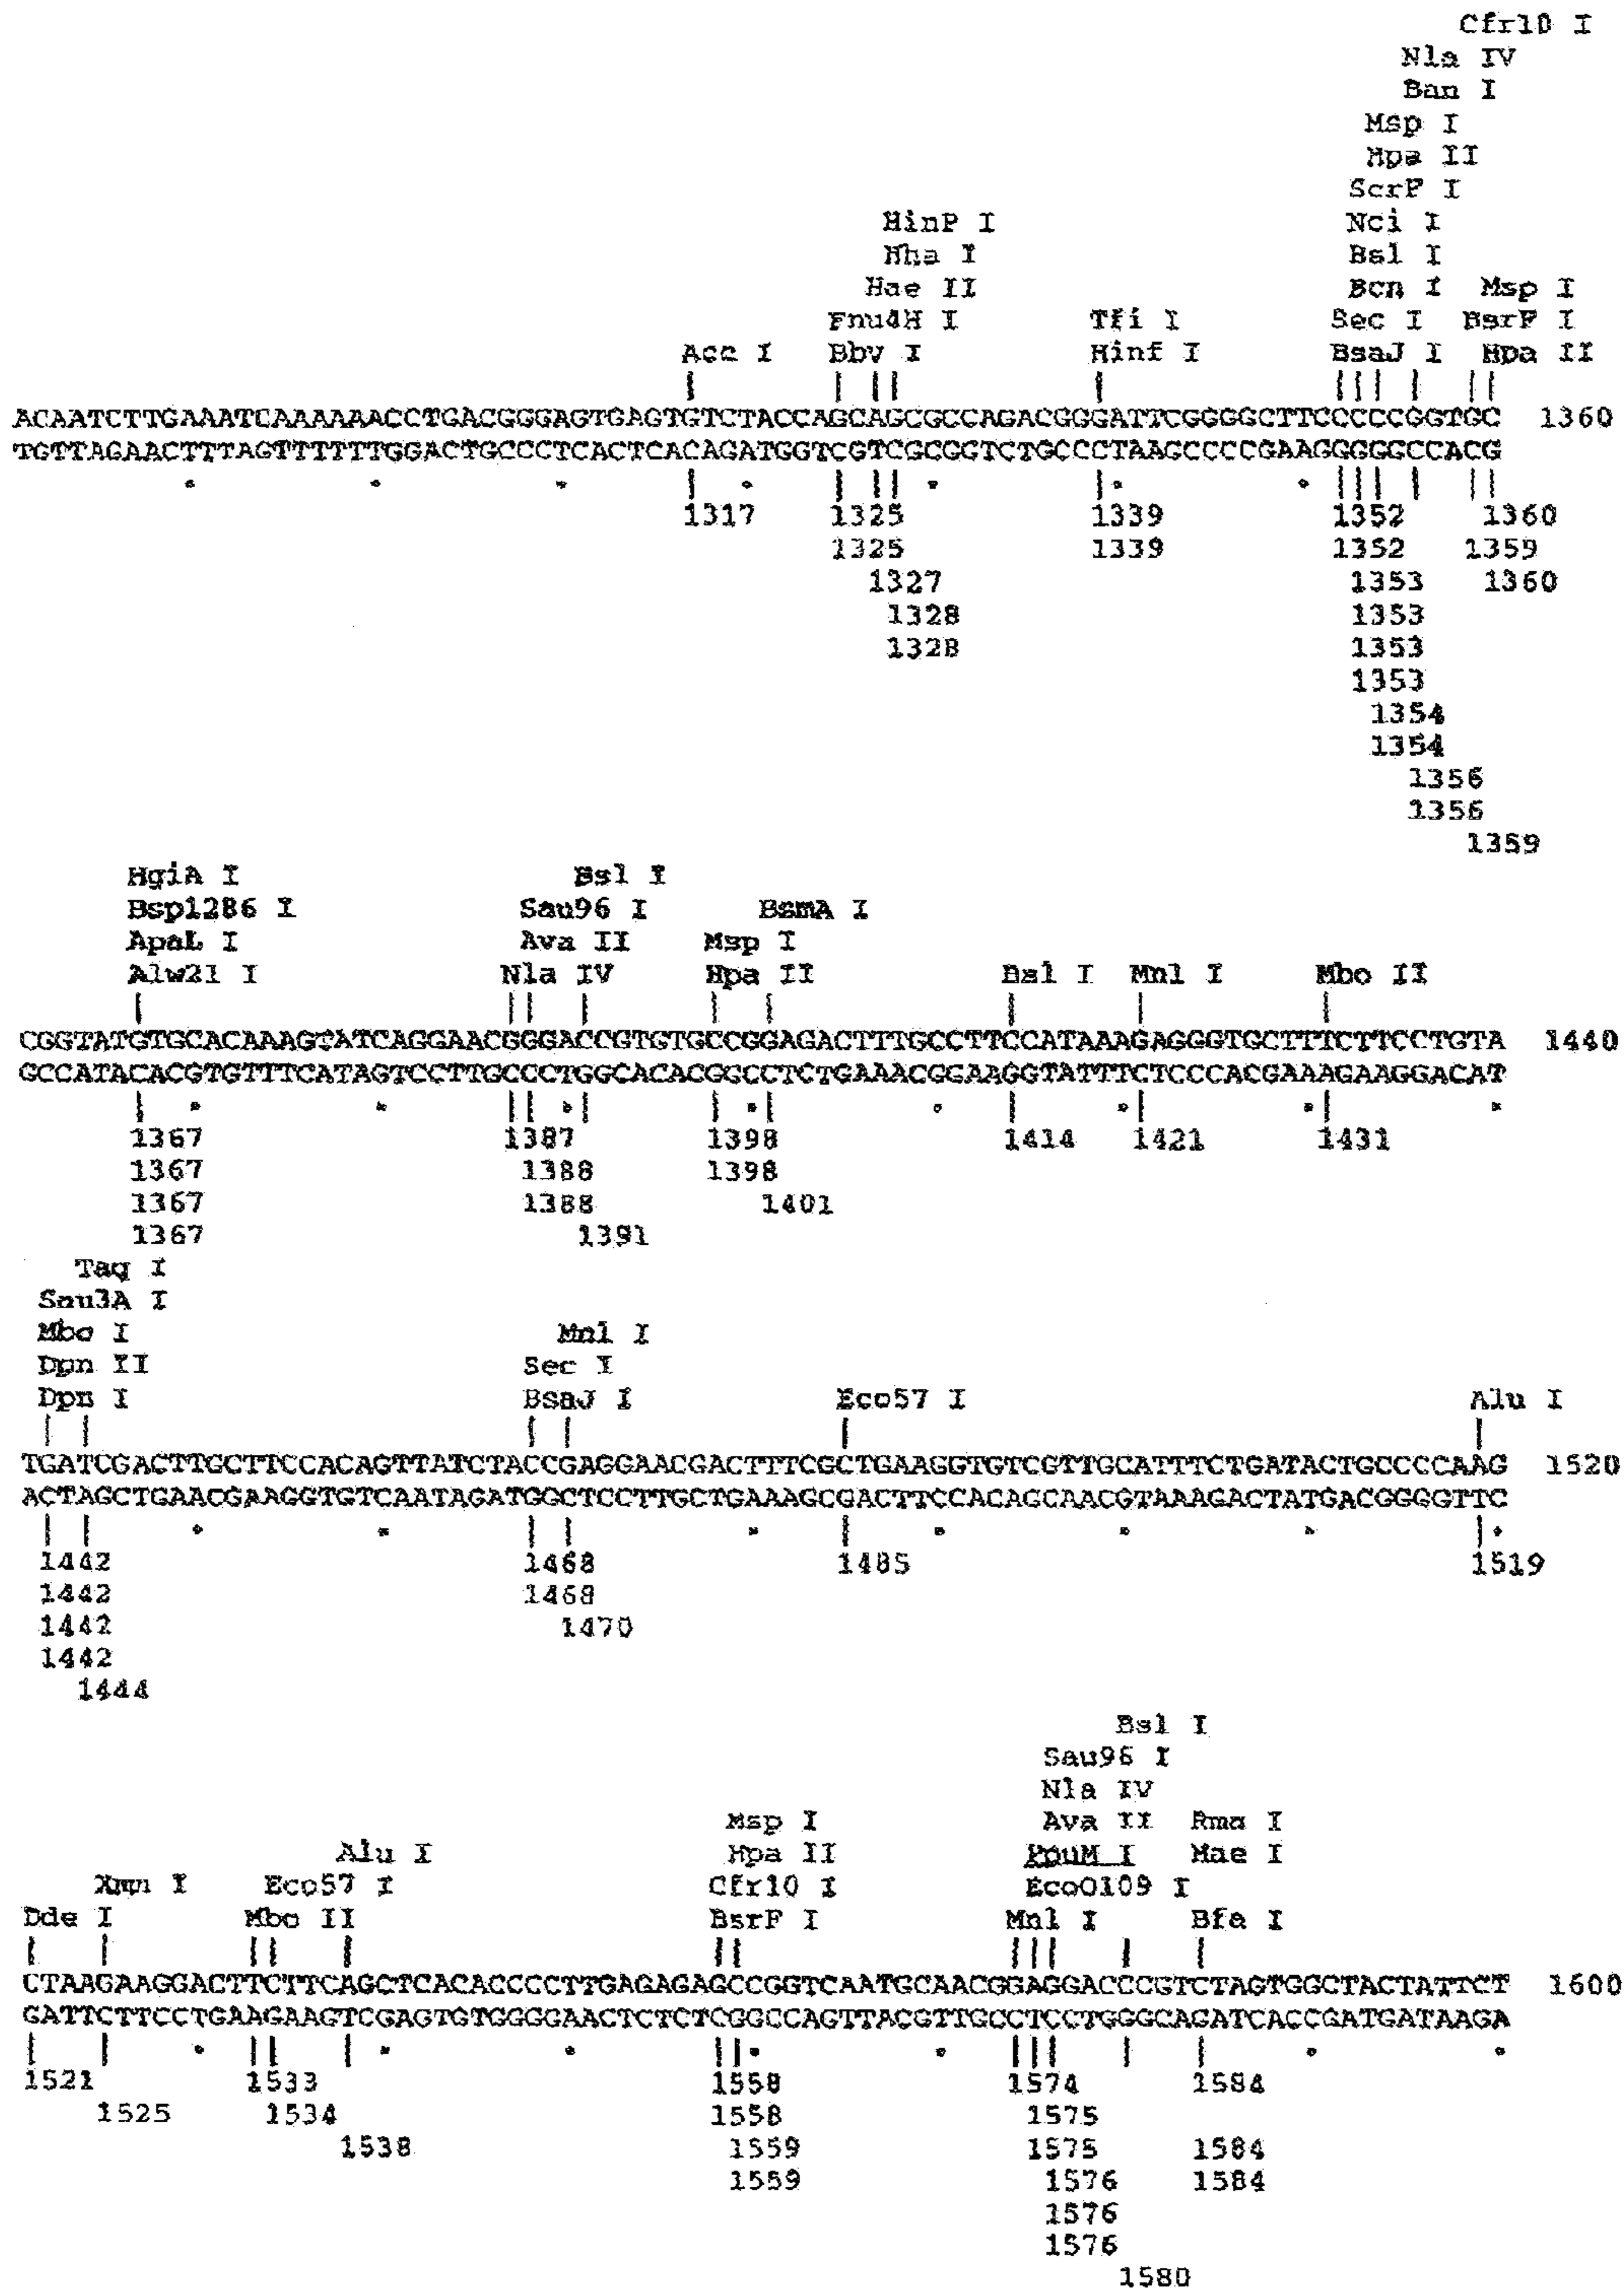 Cfr10 I
Nla IV
Ban I
Msp I
Hpa II
ScrF I
HinP I Nci I
Hha I Bsl I
Hae II Bcn I Msp I
Fnu4H I Tfi I Sec I BsrF I
Acc I Bbv I Hinf I BsaJ I Hpa II
ACAATCTTGAAATCAAAAAACCTGACGGGAGTGAGTGTCTACCAGCAGCGCCAGACGGGATTCGGGGCTTCCCCCGGTGC 1360
TGTTAGAACTTTAGTTTTTTGGACTGCCCTCACTCACAGATGGTCGTCGCGGTCTGCCCTAAGCCCCGAAGGGGGCCACG
1317 1325 1339 1352 1360
1325 1339 1352 1359
1327 1353 1360
1328 1353
1328 1353
1353
1354
1354
1356
1356
1359
HgiA I Bsl I
Bsp1286 I Sau96 I BsmA I
ApaL I Ava II Msp I
Alw21 I Nla IV Hpa II Bsl I Mnl I Mbo II
CGGTATGTGCACAAAGTATCAGGAACGGGACCGTGTGCCGGAGACTTTGCCTTCCATAAAGAGGGTGCTTTCTTCCTGTA 1440
GCCATACACGTGTTTCATAGTCCTTGCCCTGGCACACGGCCTCTGAAACGGAAGGTATTTCTCCCACGAAAGAAGGACAT
1367 1387 1398 1414 1421 1431
1367 1388 1398
1367 1388 1401
1367 1391
Taq I
Sau3A I
Mbo I Mnl I
Dpn II Sec I
Dpn I BsaJ I Eco57 I Alu I
TGATCGACTTGCTTCCACAGTTATCTACCGAGGAACGACTTTCGCTGAAGGTGTCGTTGCATTTCTGATACTGCCCCAAG 1520
ACTAGCTGAACGAAGGTGTCAATAGATGGCTCCTTGCTGAAAGCGACTTCCACAGCAACGTAAAGACTATGACGGGGTTC
1442 1468 1485 1519
1442 1468
1442 1470
1442
1444
Bsl I
Sau96 I
Nla IV
Msp I Ava II Rma I
Alu I Hpa II PpuM I Mae I
Xmn I Eco57 I Cfr10 I EcoO109 I
Dde I Mbo II BsrF I Mnl I Bfa I
CTAAGAAGGACTTCTTCAGCTCACACCCCTTGAGAGAGCCGGTCAATGCAACGGAGGACCCGTCTAGTGGCTACTATTCT 1600
GATTCTTCCTGAAGAAGTCGAGTGTGGGGAACTCTCTCGGCCAGTTACGTTGCCTCCTGGGCAGATCACCGATGATAAGA
1521 1533 1558 1574 1584
1525 1534 1558 1575
1538 1559 1575 1584
1559 1576 1584
1576
1576
1580